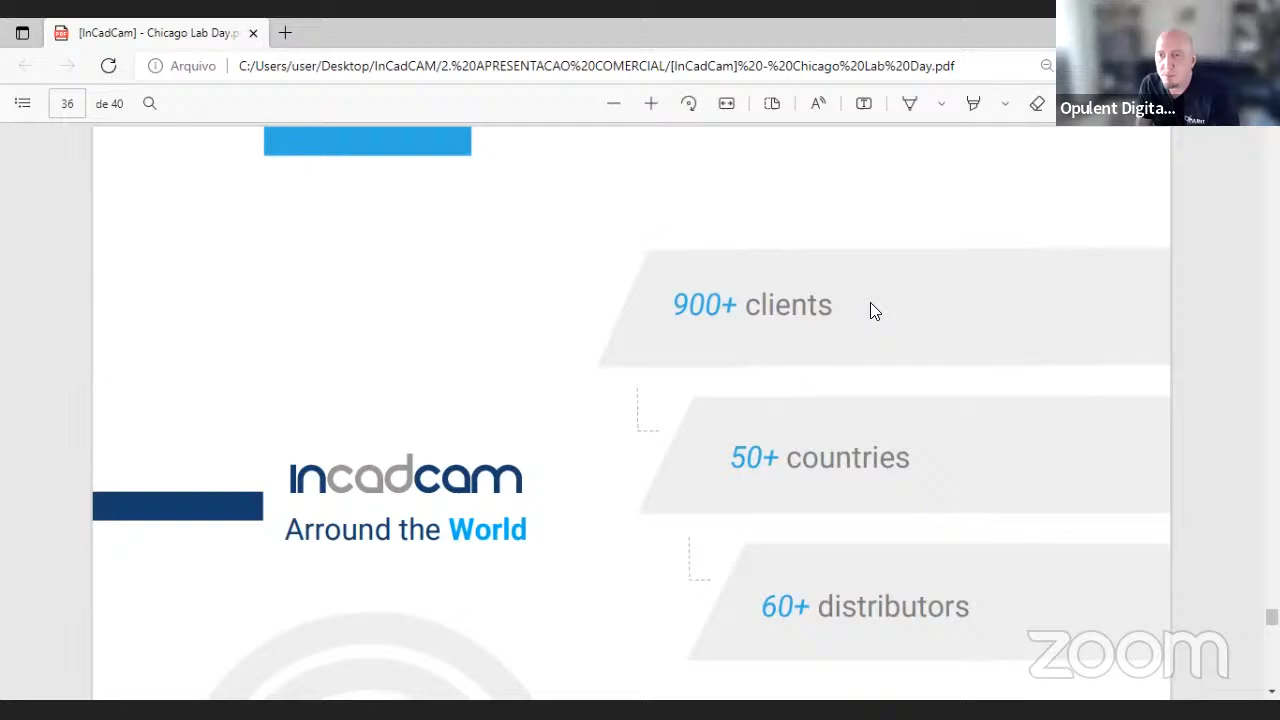 [InCadCam] - Chicago Lab Day.p
Arquivo
C:/Users/user/Desktop/InCadCAM/2.%20APRESENTACAO%20COMERCIAL/[InCadCam]%20-%20Chicago%20Lab%20Day.pdf
36 de 40
Opulent Digita...
900+ clients
50+ countries
incadcam
Arround the World
60+ distributors
zoom